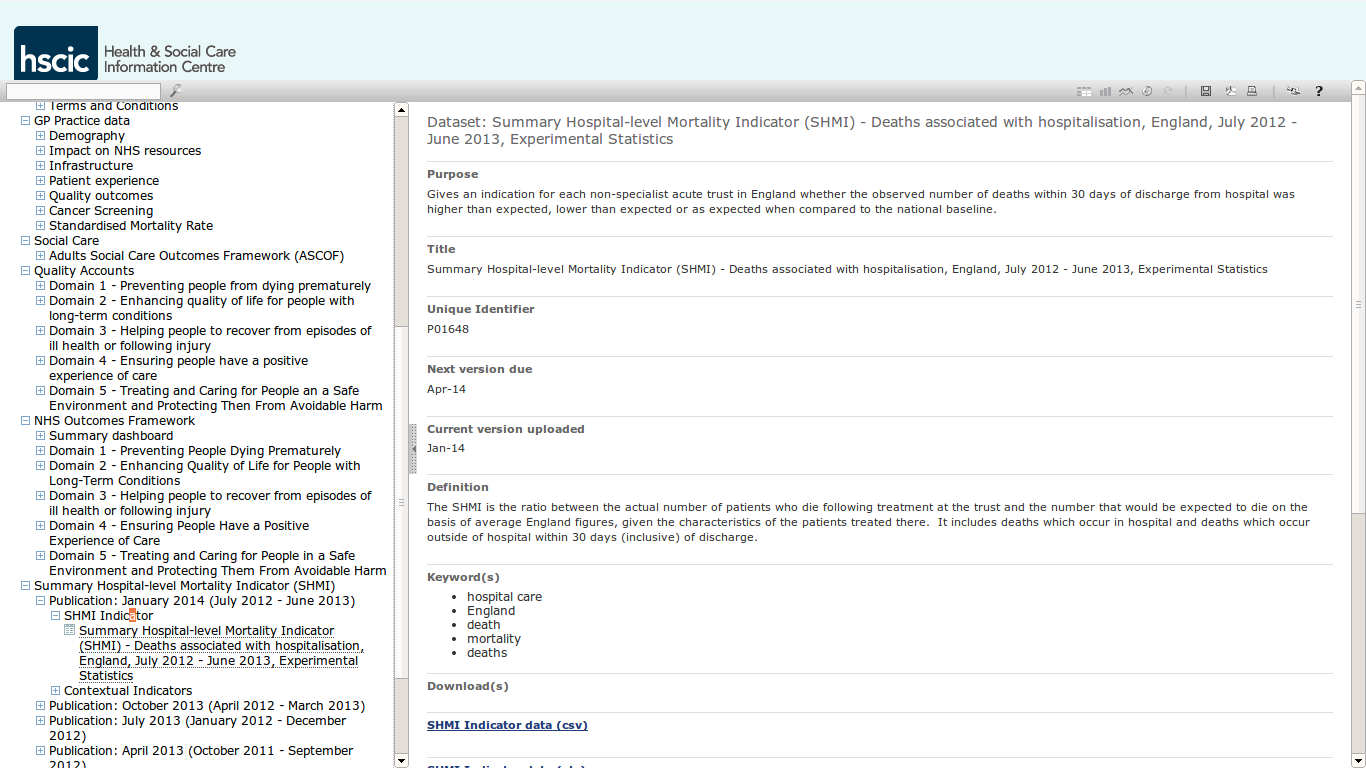 hscic Health & Social Care
Information Centre
?
Terms and Conditions
GP Practice data
Demography
Impact on NHS resources
Infrastructure
Patient experience
Quality outcomes
Cancer Screening
Standardised Mortality Rate
Social Care
Adults Social Care Outcomes Framework (ASCOF)
Quality Accounts
Domain 1 - Preventing people from dying prematurely
Domain 2 - Enhancing quality of life for people with
long-term conditions
Domain 3 - Helping people to recover from episodes of
ill health or following injury
Domain 4 - Ensuring people have a positive
experience of care
Domain 5 - Treating and Caring for People an a Safe
Environment and Protecting Then From Avoidable Harm
NHS Outcomes Framework
Summary dashboard
Domain 1 - Preventing People Dying Prematurely
Domain 2 - Enhancing Quality of Life for People with
Long-Term Conditions
Domain 3 - Helping people to recover from episodes of
ill health or following injury
Domain 4 - Ensuring People Have a Positive
Experience of Care
Domain 5 - Treating and Caring for People in a Safe
Environment and Protecting Them From Avoidable Harm
Summary Hospital-level Mortality Indicator (SHMI)
Publication: January 2014 (July 2012 - June 2013)
SHMI Indicator
Summary Hospital-level Mortality Indicator
(SHMI) - Deaths associated with hospitalisation,
England, July 2012 - June 2013, Experimental
Statistics
Contextual Indicators
Publication: October 2013 (April 2012 - March 2013)
Publication: July 2013 (January 2012 - December
2012)
Publication: April 2013 (October 2011 - September
2012)
Dataset: Summary Hospital-level Mortality Indicator (SHMI) - Deaths associated with hospitalisation, England, July 2012 -
June 2013, Experimental Statistics
Purpose
Gives an indication for each non-specialist acute trust in England whether the observed number of deaths within 30 days of discharge from hospital was
higher than expected, lower than expected or as expected when compared to the national baseline.
Title
Summary Hospital-level Mortality Indicator (SHMI) - Deaths associated with hospitalisation, England, July 2012 - June 2013, Experimental Statistics
Unique Identifier
P01648
Next version due
Apr-14
Current version uploaded
Jan-14
Definition
The SHMI is the ratio between the actual number of patients who die following treatment at the trust and the number that would be expected to die on the
basis of average England figures, given the characteristics of the patients treated there. It includes deaths which occur in hospital and deaths which occur
outside of hospital within 30 days (inclusive) of discharge.
Keyword(s)
• hospital care
• England
• death
• mortality
• deaths
Download(s)
SHMI Indicator data (csv)